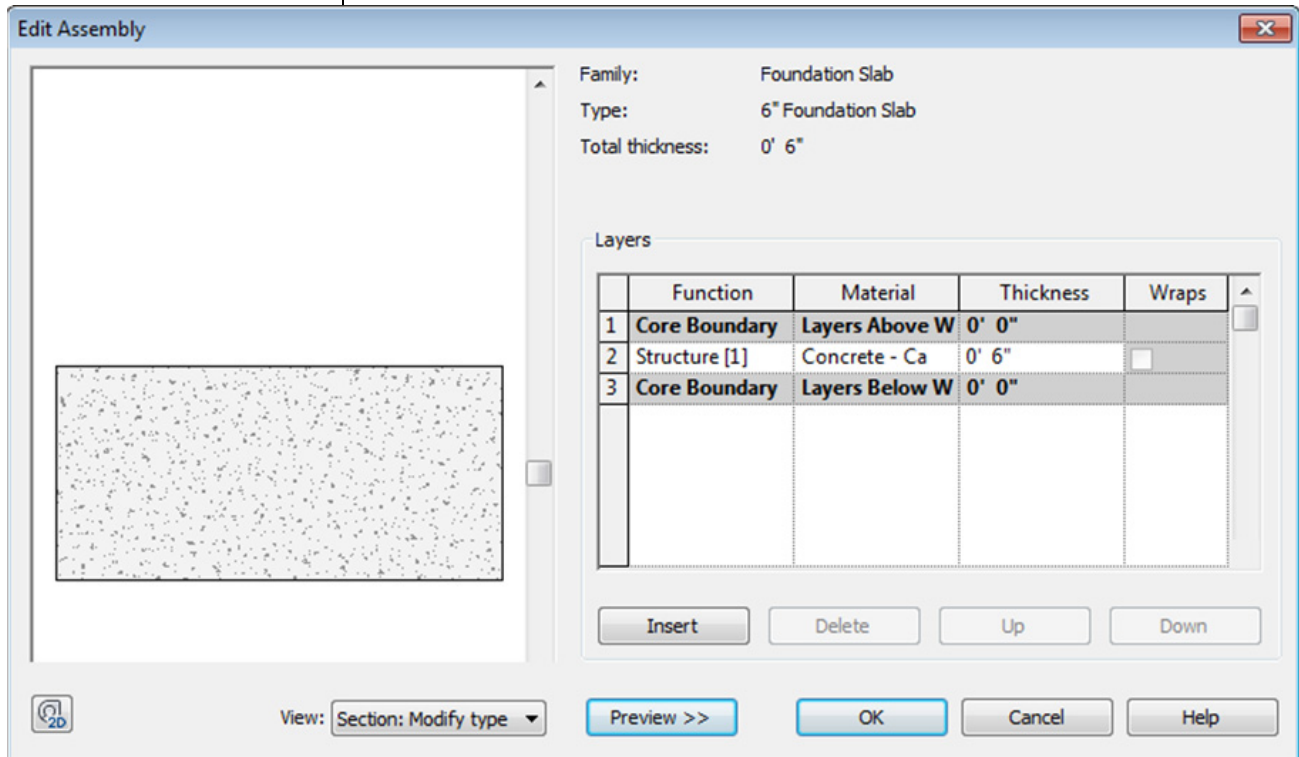 Edit Assembly
Family: Foundation Slab
Type: 6" Foundation Slab
Total thickness: 0' 6"
Layers
Function Material Thickness Wraps
1 Core Boundary Layers Above W 0' 0"
2 Structure [1] Concrete - Ca 0' 6"
3 Core Boundary Layers Below W 0' 0"
Insert Delete Up Down
2D View: Section: Modify type Preview >> OK Cancel Help